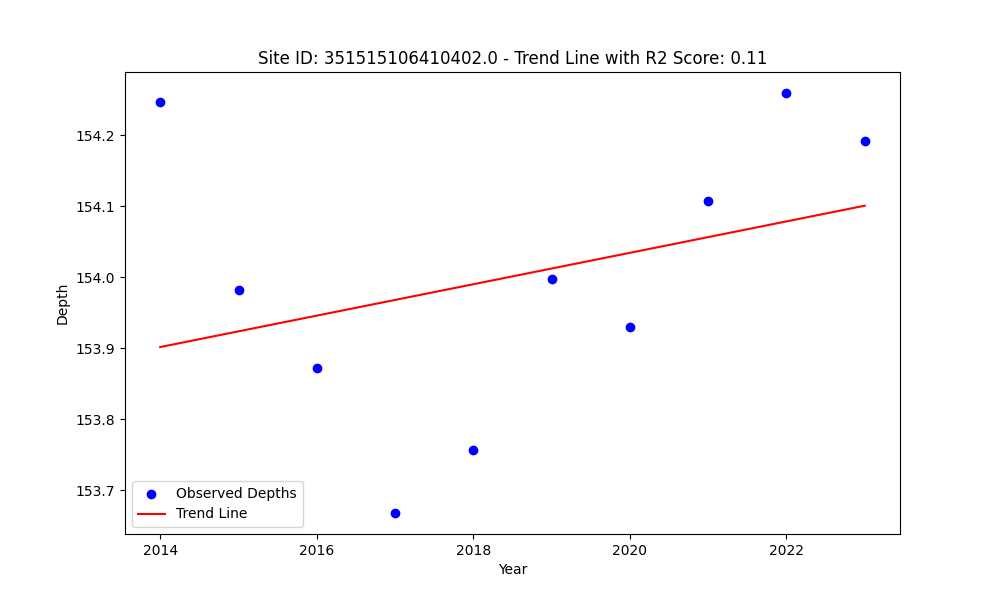 Site ID: 351515106410402.0 - Trend Line with R2 Score: 0.11
154.2
154.1
154.0
153.9
153.8
153.7
Depth
Observed Depths
Trend Line
2014 2016 2018 2020 2022
Year